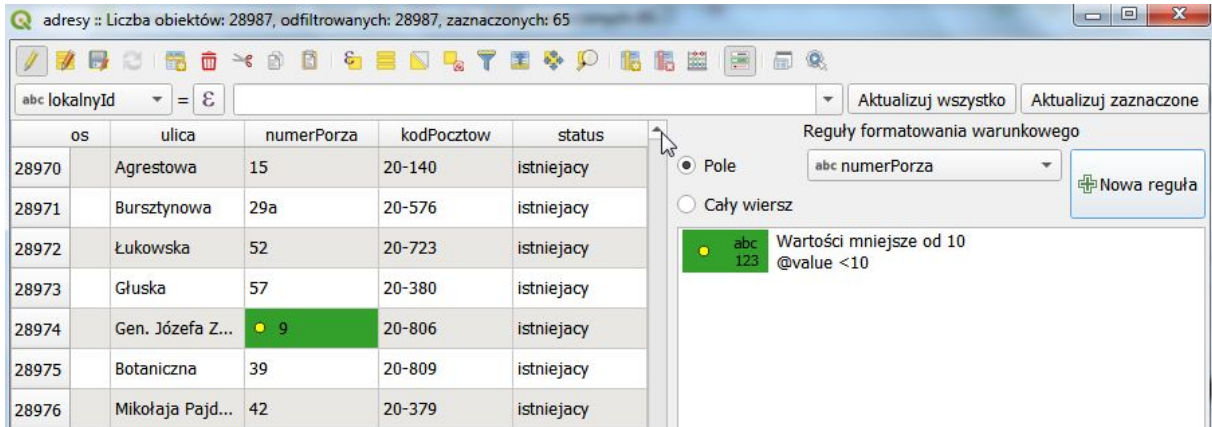 adresy :: Liczba obiektów: 28987, odfiltrowanych: 28987, zaznaczonych: 65
abc lokalnyId = ε Aktualizuj wszystko Aktualizuj zaznaczone
os ulica numerPorza kodPocztow status
28970 Agrestowa 15 20-140 istniejacy
28971 Bursztynowa 29a 20-576 istniejacy
28972 Łukowska 52 20-723 istniejacy
28973 Głuska 57 20-380 istniejacy
28974 Gen. Józefa Z... 9 20-806 istniejacy
28975 Botaniczna 39 20-809 istniejacy
28976 Mikołaja Pajd... 42 20-379 istniejacy
Reguły formatowania warunkowego
Pole abc numerPorza
Nowa reguła
Cały wiersz
abc Wartości mniejsze od 10
123 @value <10